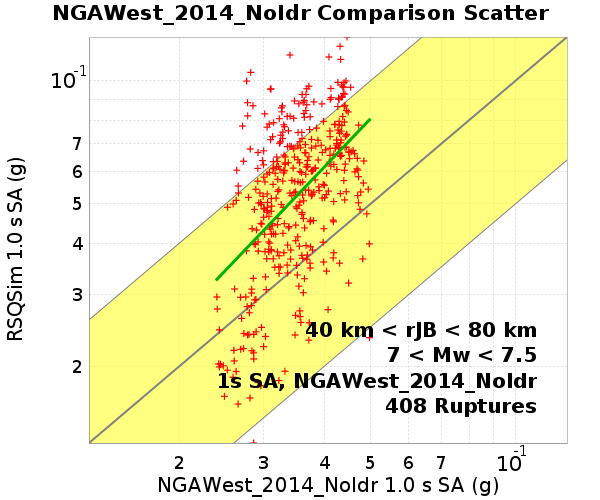 NGAWest_2014_NoIdr Comparison Scatter
10-1
7
6
5
4
3
2
RSQSim 1.0 s SA (g)
40 km < rJB < 80 km
7 < Mw < 7.5
1s SA, NGAWest_2014_NoIdr
408 Ruptures
2 3 4 5 6 7 10-1
NGAWest_2014_NoIdr 1.0 s SA (g)